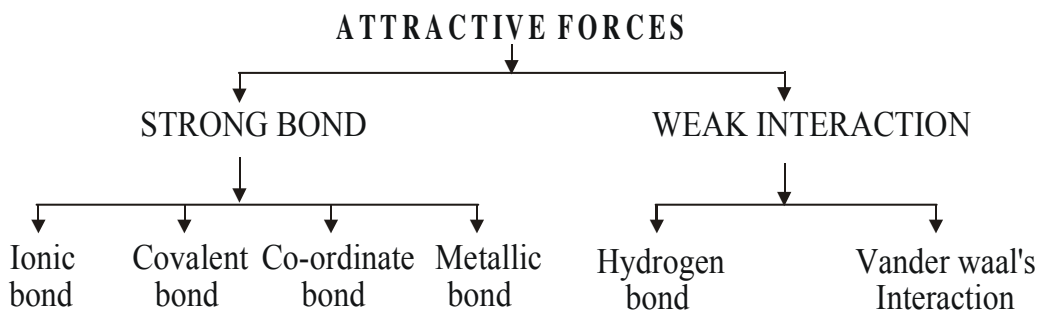 ATTRACTIVE FORCES
STRONG BOND
WEAK INTERACTION
Ionic bond
Covalent bond
Co-ordinate bond
Metallic bond
Hydrogen bond
Vander waal's Interaction